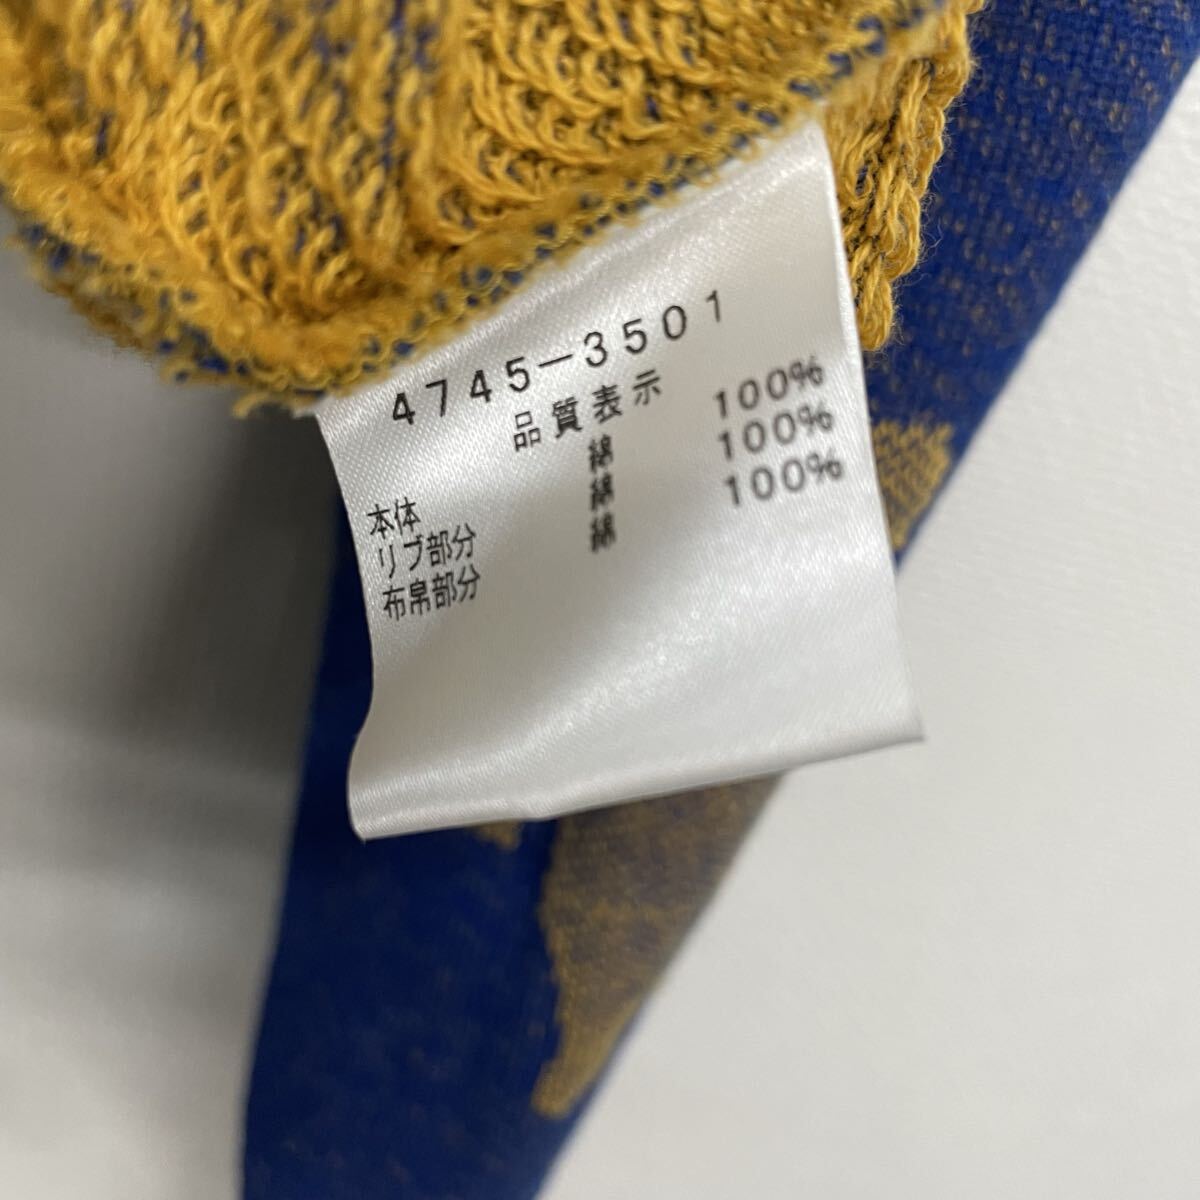 4745-3501
品質表示
本体 綿 100%
リブ部分 綿 100%
布帛部分 綿 100%